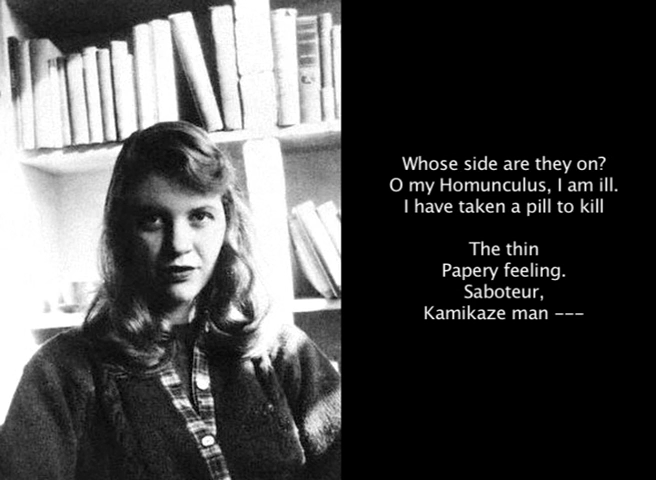 Whose side are they on?
O my Homunculus, I am ill.
I have taken a pill to kill
The thin
Papery feeling.
Saboteur,
Kamikaze man ---